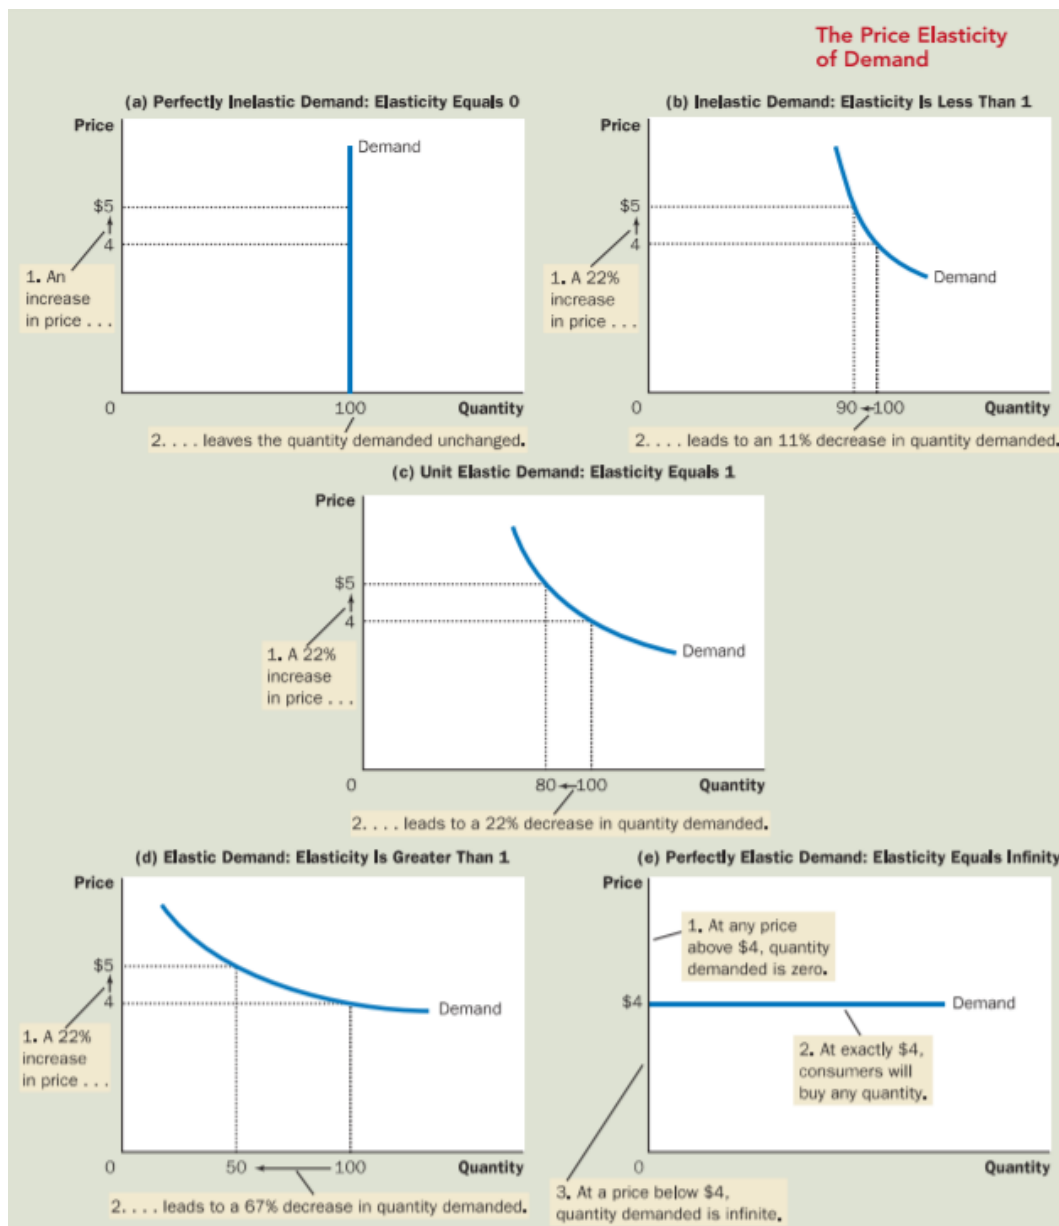 The Price Elasticity
of Demand
(a) Perfectly Inelastic Demand: Elasticity Equals 0
Price
Demand
$5
4
1. An
increase
in price . . .
0
100
Quantity
2. . . . leaves the quantity demanded unchanged.
(b) Inelastic Demand: Elasticity Is Less Than 1
Price
$5
4
1. A 22%
increase
in price . . .
Demand
0
90
100
Quantity
2. . . . leads to an 11% decrease in quantity demanded.
(c) Unit Elastic Demand: Elasticity Equals 1
Price
$5
4
1. A 22%
increase
in price . . .
Demand
0
80
100
Quantity
2. . . . leads to a 22% decrease in quantity demanded.
(d) Elastic Demand: Elasticity Is Greater Than 1
Price
$5
4
Demand
1. A 22%
increase
in price . . .
0
50
100
Quantity
2. . . . leads to a 67% decrease in quantity demanded.
(e) Perfectly Elastic Demand: Elasticity Equals Infinity
Price
1. At any price
above $4, quantity
demanded is zero.
$4
Demand
2. At exactly $4,
consumers will
buy any quantity.
0
Quantity
3. At a price below $4,
quantity demanded is infinite.